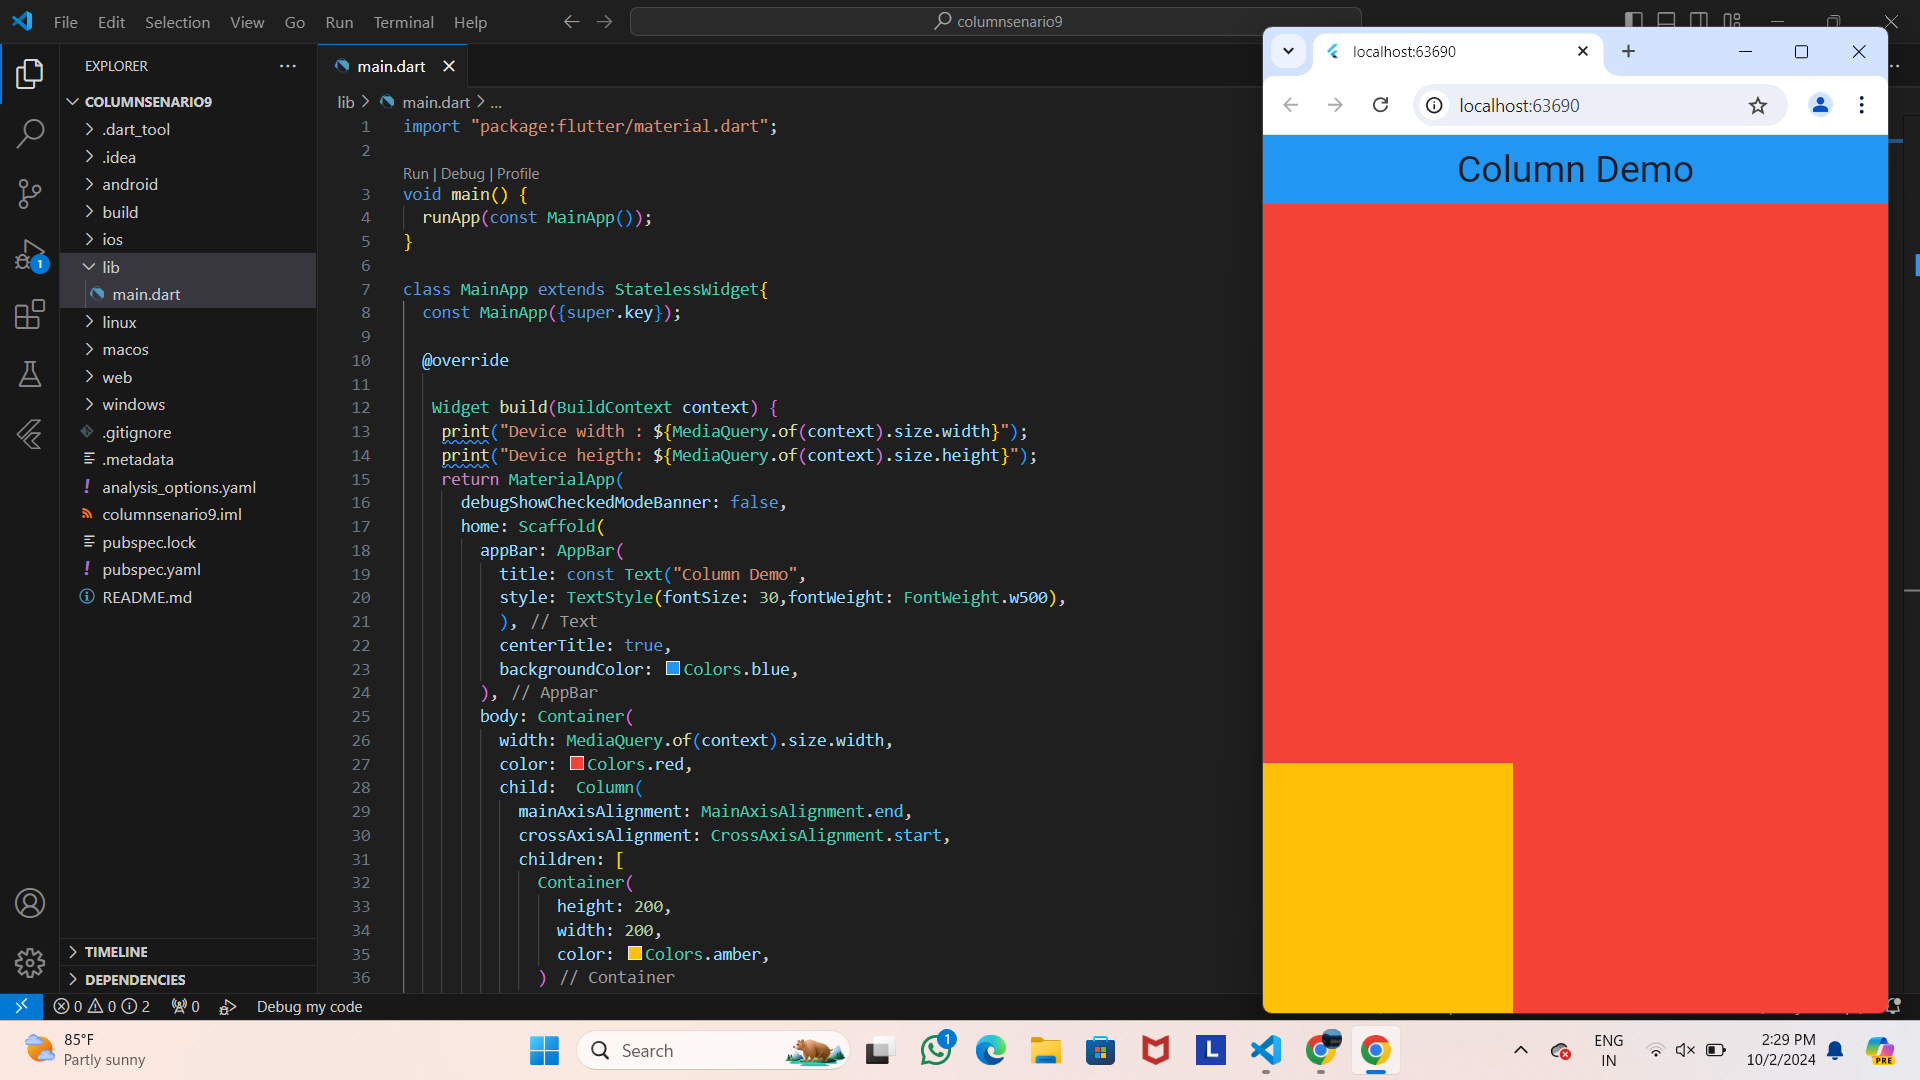 File Edit Selection View Go Run Terminal Help
columnsenario9
EXPLORER
COLUMNSENARIO9
.dart_tool
.idea
android
build
ios
lib
main.dart
linux
macos
web
windows
.gitignore
.metadata
analysis_options.yaml
columnsenario9.iml
pubspec.lock
pubspec.yaml
README.md
TIMELINE
DEPENDENCIES
1
main.dart
lib > main.dart > ...
1 import "package:flutter/material.dart";
2
Run | Debug | Profile
3 void main() {
4 runApp(const MainApp());
5 }
6
7 class MainApp extends StatelessWidget{
8 const MainApp({super.key});
9
10 @override
11
12 Widget build(BuildContext context) {
13 print("Device width : ${MediaQuery.of(context).size.width}");
14 print("Device heigth: ${MediaQuery.of(context).size.height}");
15 return MaterialApp(
16 debugShowCheckedModeBanner: false,
17 home: Scaffold(
18 appBar: AppBar(
19 title: const Text("Column Demo",
20 style: TextStyle(fontSize: 30,fontWeight: FontWeight.w500),
21 ), // Text
22 centerTitle: true,
23 backgroundColor: Colors.blue,
24 ), // AppBar
25 body: Container(
26 width: MediaQuery.of(context).size.width,
27 color: Colors.red,
28 child: Column(
29 mainAxisAlignment: MainAxisAlignment.end,
30 crossAxisAlignment: CrossAxisAlignment.start,
31 children: [
32 Container(
33 height: 200,
34 width: 200,
35 color: Colors.amber,
36 ) // Container
localhost:63690
localhost:63690
Column Demo
0 0 2 0 Debug my code
85°F
Partly sunny
Search
1
L
PRE
ENG
IN
2:29 PM
10/2/2024